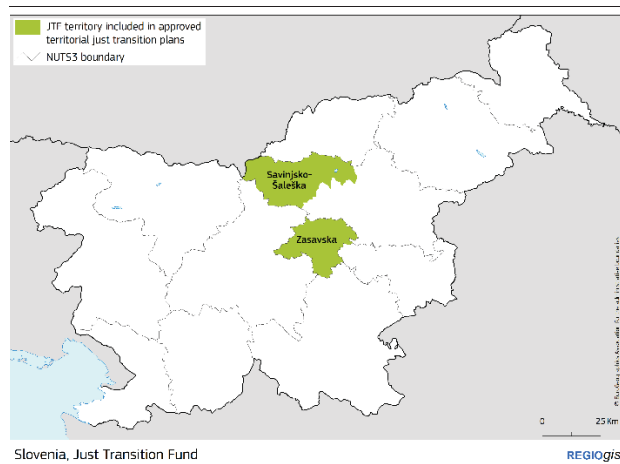 JTF territory included in approved
territorial just transition plans
NUTS3 boundary
Savinjsko-
Šaleška
Zasavska
0 25 Km
Slovenia, Just Transition Fund
REGIOgis